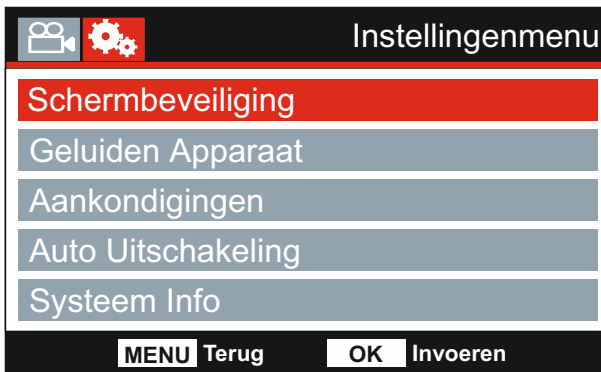 Instellingenmenu
Schermbeveiliging
Geluiden Apparaat
Aankondigingen
Auto Uitschakeling
Systeem Info
MENU Terug OK Invoeren